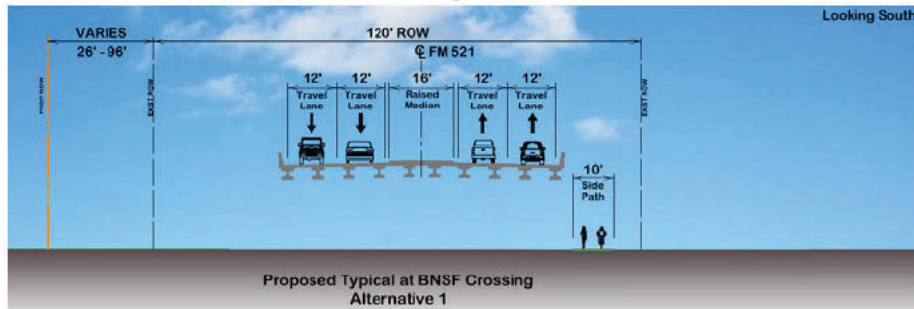 Looking South
VARIES
26' - 96'
120' ROW
℄ FM 521
12'
Travel
Lane
12'
Travel
Lane
16'
Raised
Median
12'
Travel
Lane
12'
Travel
Lane
EXIST ROW
EXIST ROW
10'
Side
Path
Proposed Typical at BNSF Crossing
Alternative 1